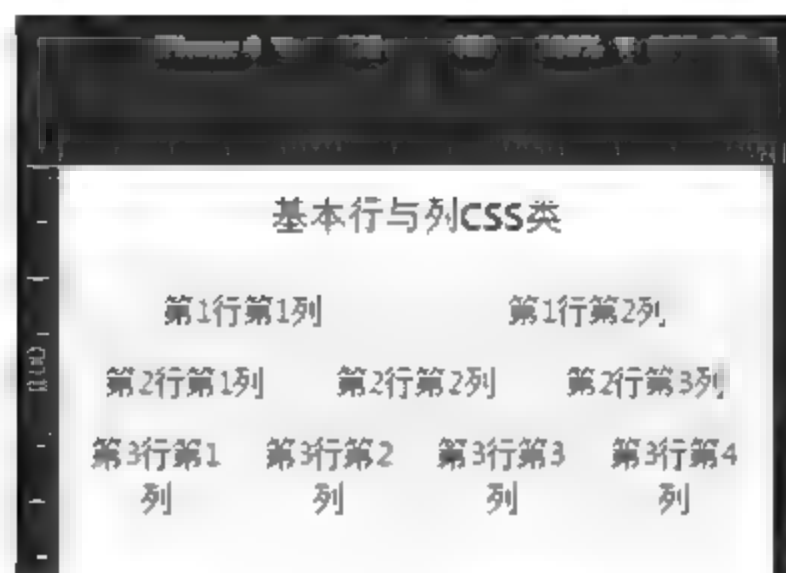 基本行与列CSS类
第1行第1列 第1行第2列
第2行第1列 第2行第2列 第2行第3列
第3行第1 第3行第2 第3行第3 第3行第4
列 列 列 列